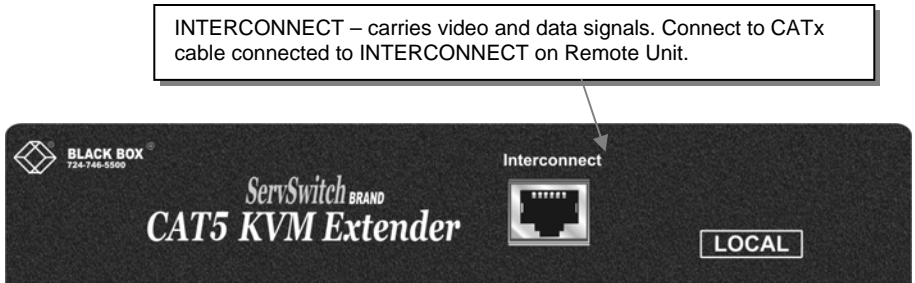 INTERCONNECT – carries video and data signals. Connect to CATx
cable connected to INTERCONNECT on Remote Unit.
BLACK BOX ®
724-746-5500
Interconnect
ServSwitch BRAND
CAT5 KVM Extender
LOCAL